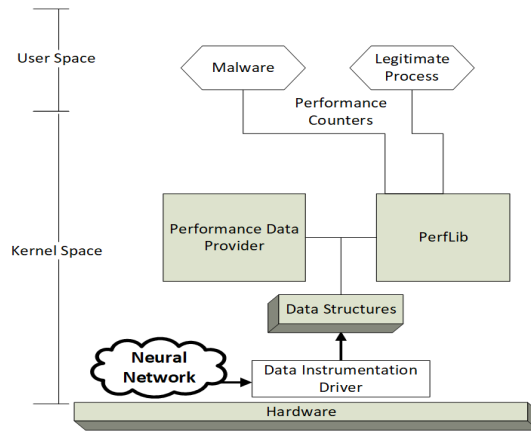 User Space
Malware
Legitimate
Process
Performance
Counters
Kernel Space
Performance Data
Provider
PerfLib
Data Structures
Neural
Network
Data Instrumentation
Driver
Hardware